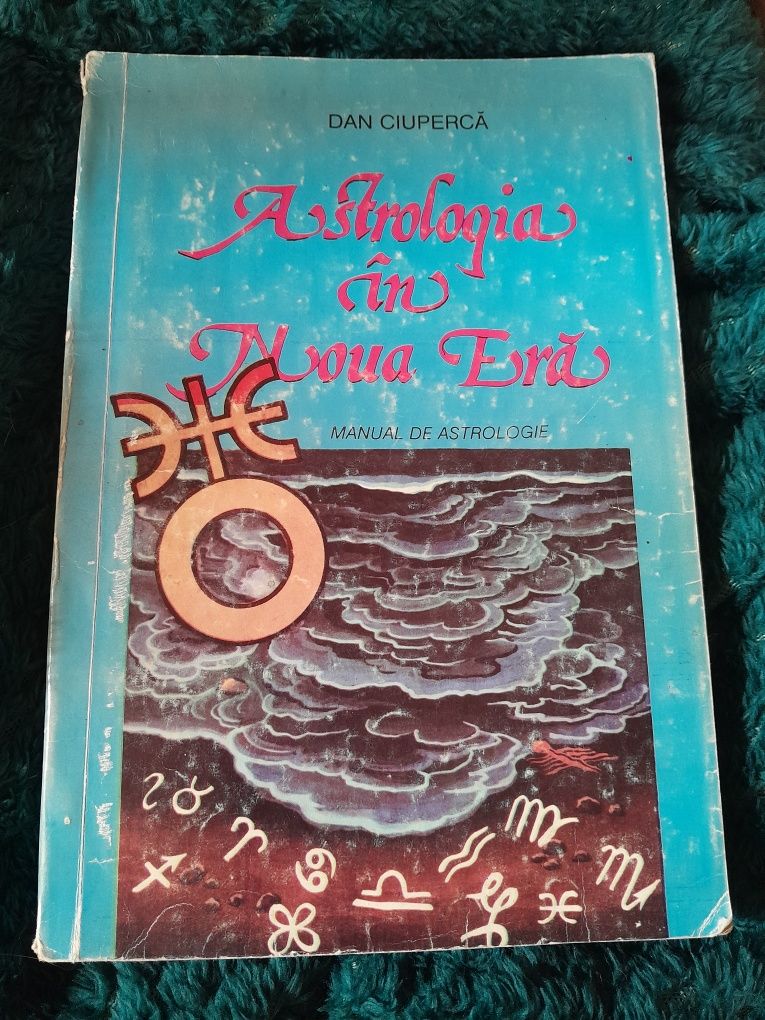 DAN CIUPERCĂ
Astrologia
în
Noua Eră
MANUAL DE ASTROLOGIE